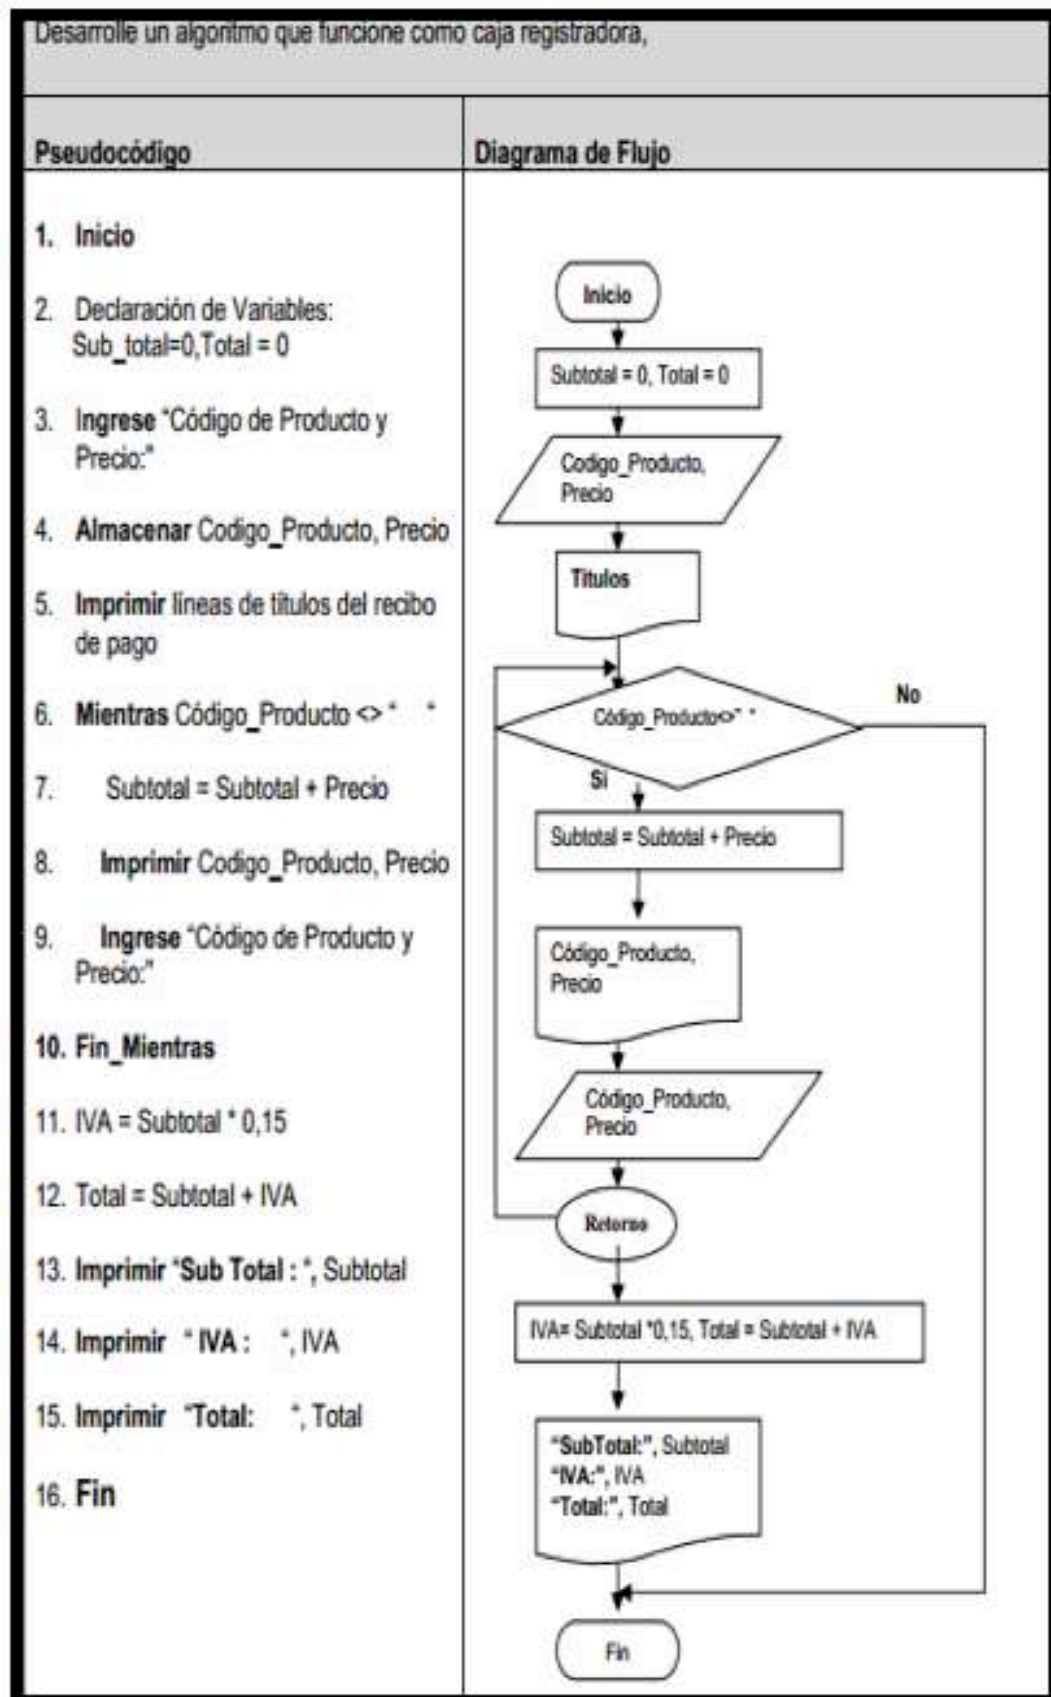 Desarrolle un algoritmo que funcione como caja registradora,
Pseudocódigo
Diagrama de Flujo
1. Inicio
2. Declaración de Variables:
Sub_total=0,Total = 0
3. Ingrese "Código de Producto y
Precio:"
4. Almacenar Codigo_Producto, Precio
5. Imprimir líneas de títulos del recibo
de pago
6. Mientras Código_Producto <> " "
7. Subtotal = Subtotal + Precio
8. Imprimir Codigo_Producto, Precio
9. Ingrese "Código de Producto y
Precio:"
10. Fin_Mientras
11. IVA = Subtotal * 0,15
12. Total = Subtotal + IVA
13. Imprimir "Sub Total : ", Subtotal
14. Imprimir " IVA : ", IVA
15. Imprimir "Total: ", Total
16. Fin
Inicio
Subtotal = 0, Total = 0
Codigo_Producto,
Precio
Títulos
Código_Producto<>" "
No
Si
Subtotal = Subtotal + Precio
Código_Producto,
Precio
Código_Producto,
Precio
Retorno
IVA= Subtotal *0,15, Total = Subtotal + IVA
"SubTotal:", Subtotal
"IVA:", IVA
"Total:", Total
Fin